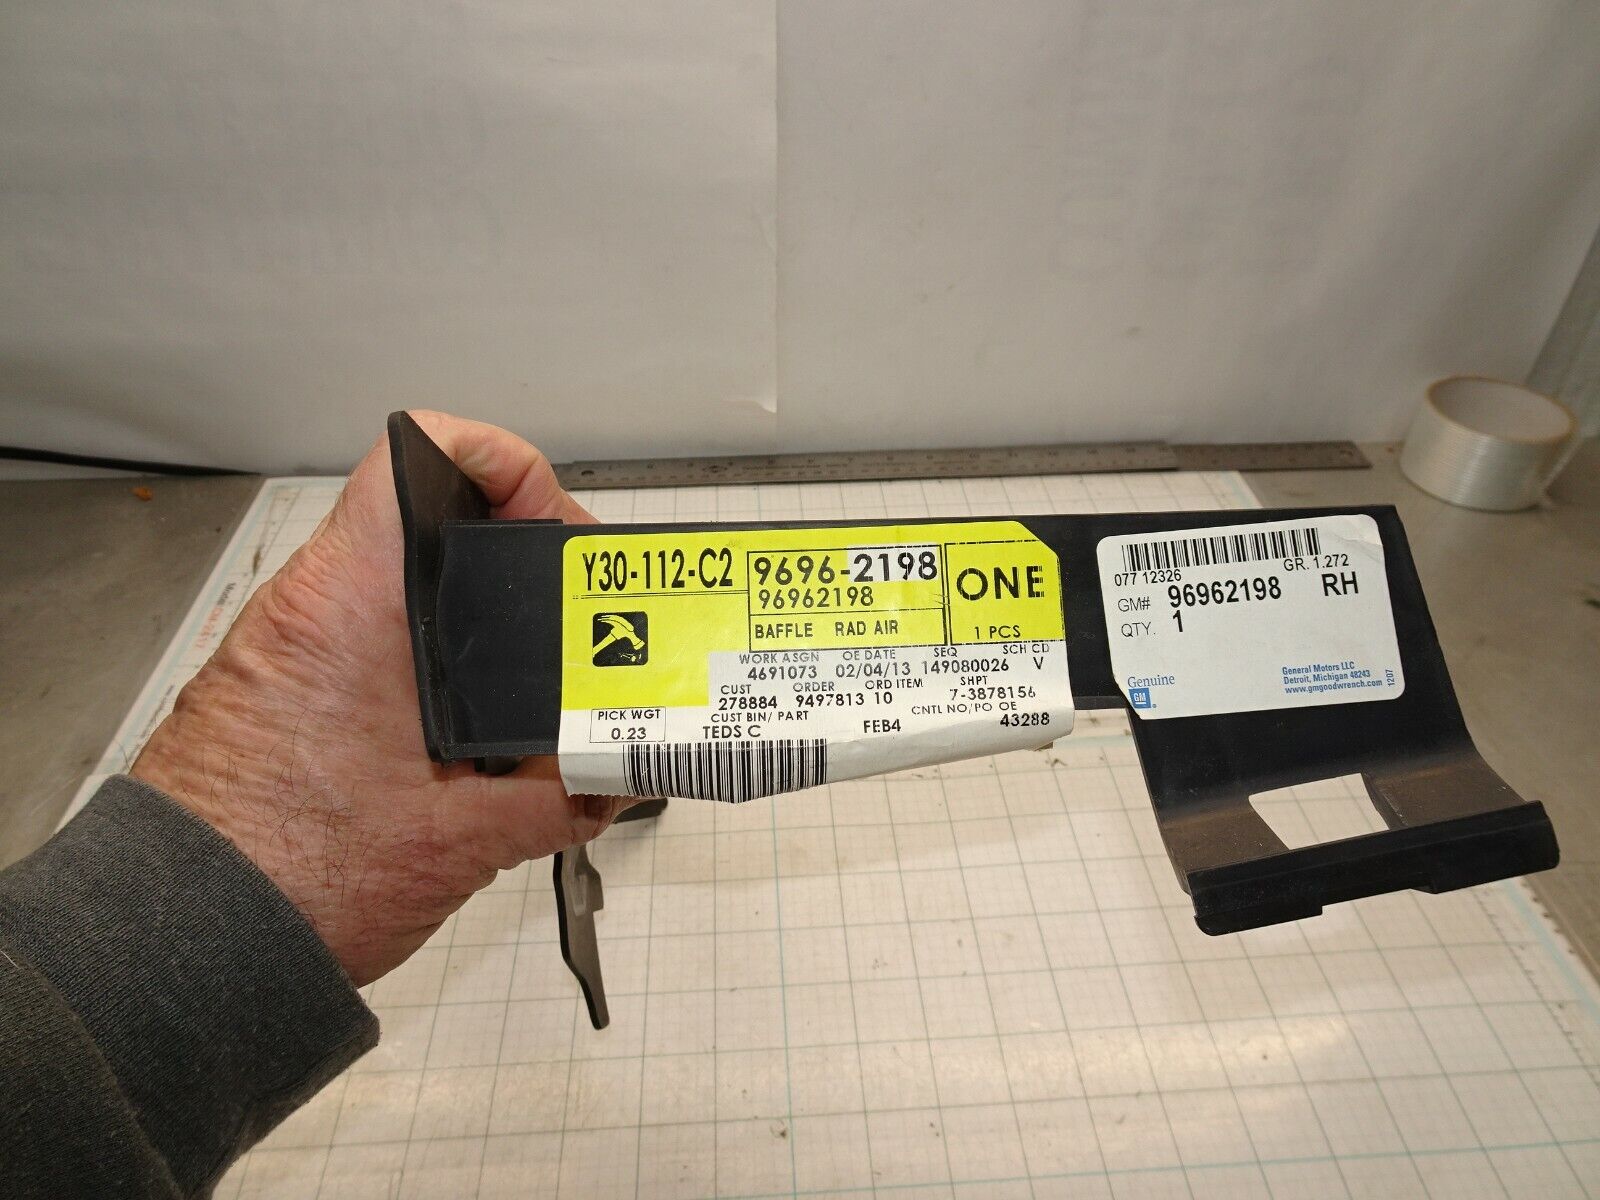 Y30-112-C2
9696-2198
96962198
BAFFLE RAD AIR
ONE
1 PCS
WORK ASGN OE DATE SEQ SCH CD
4691073 02/04/13 149080026 V
CUST ORDER ORD ITEM SHPT
278884 9497813 10 7-3878156
CUST BIN/ PART CNTL NO/PO OE
TEDS C FEB4 43288
PICK WGT
0.23
077 12326 GR. 1.272
GM# 96962198 RH
QTY. 1
Genuine
GM
General Motors LLC
Detroit, Michigan 48243
www.gmgoodwrench.com
1207